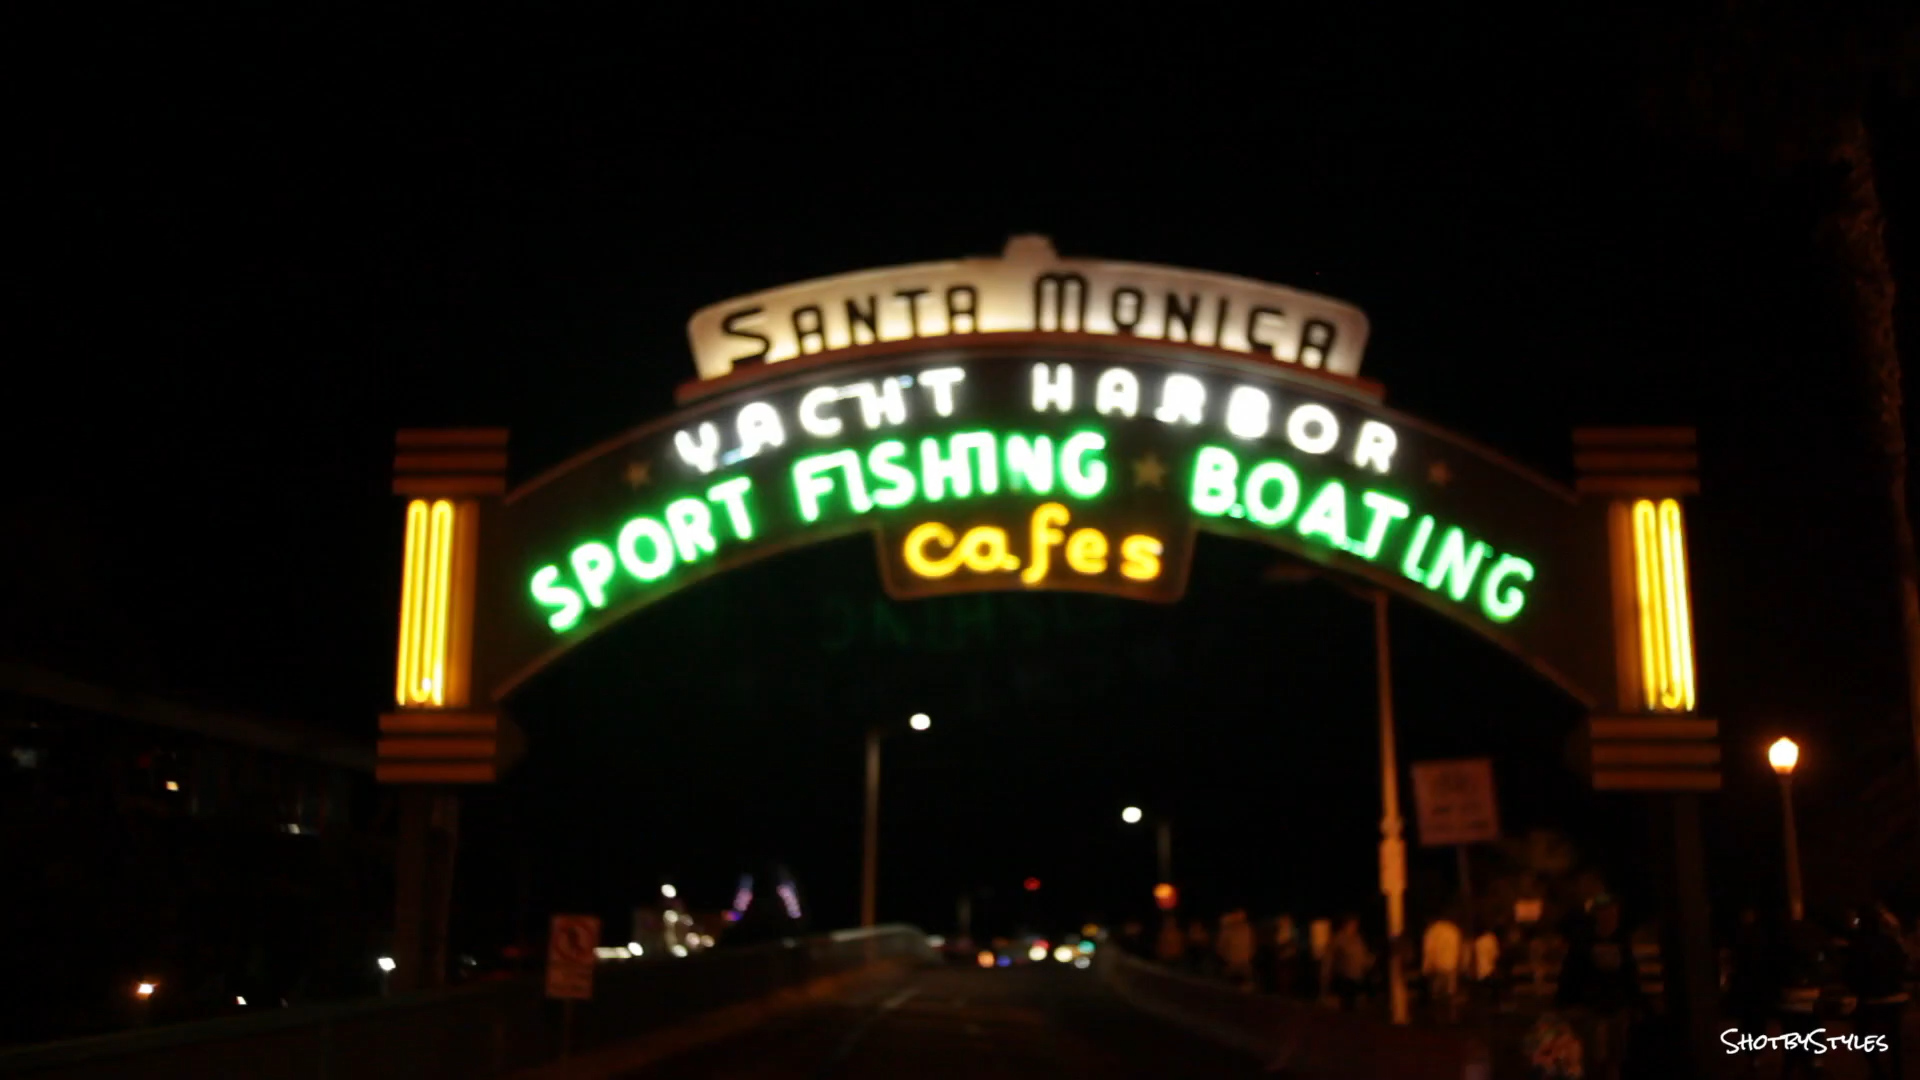 SANTA MONICA
YACHT HARBOR
SPORT FISHING BOATING
cafes
SHOTBYSTYLES